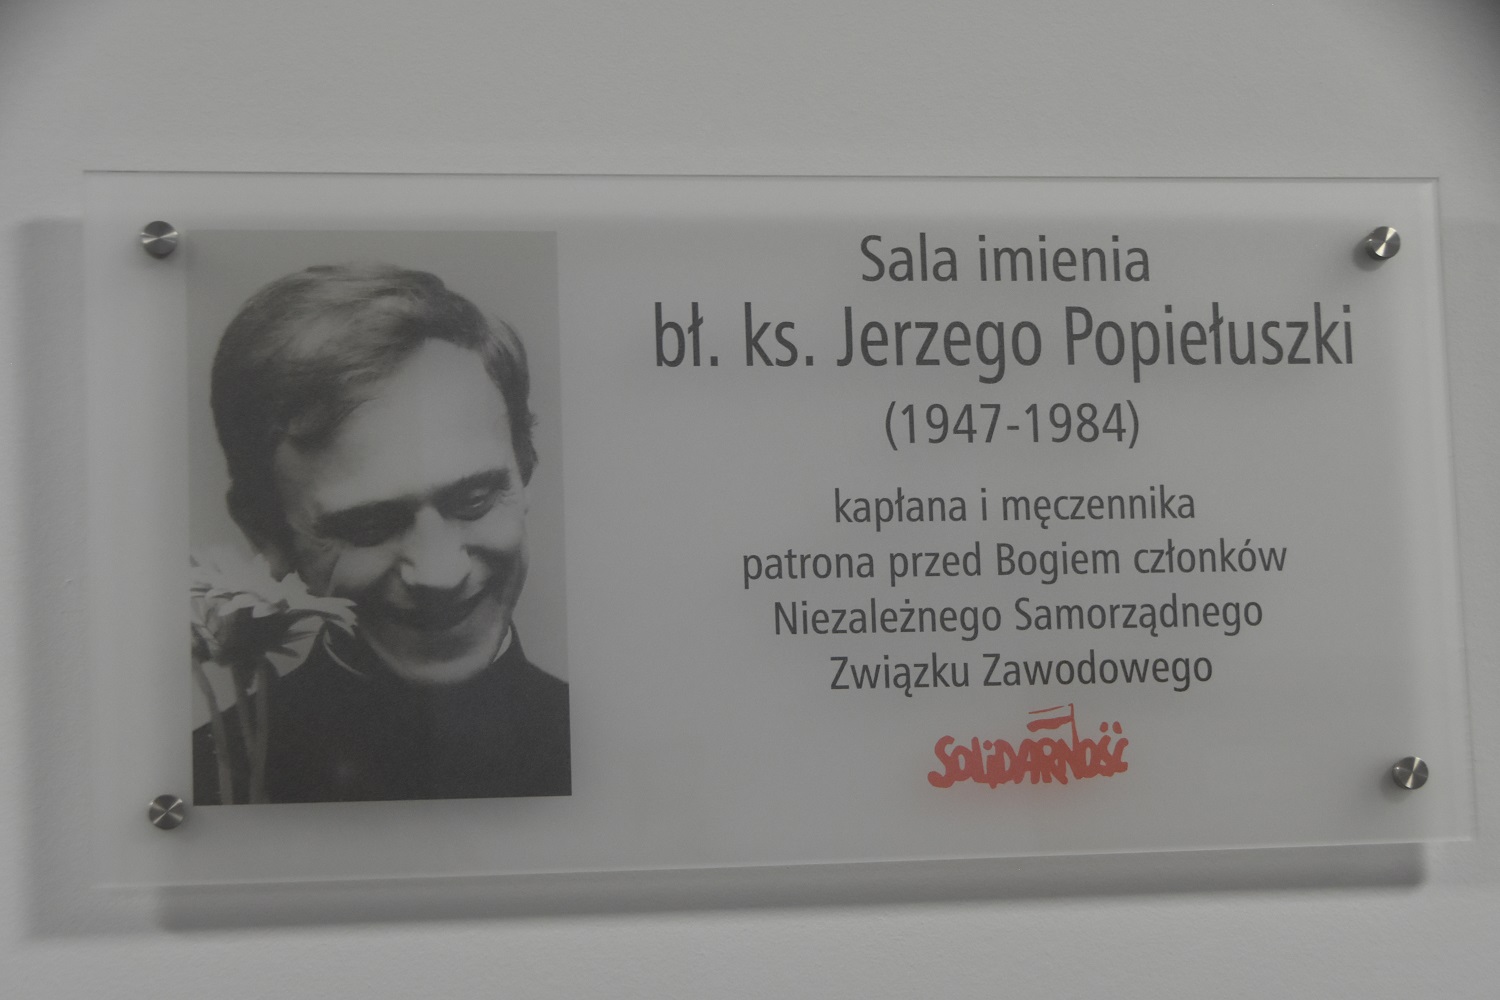 Sala imienia
bł. ks. Jerzego Popiełuszki
(1947-1984)
kapłana i męczennika
patrona przed Bogiem członków
Niezależnego Samorządnego
Związku Zawodowego
SOLIDARNOŚĆ